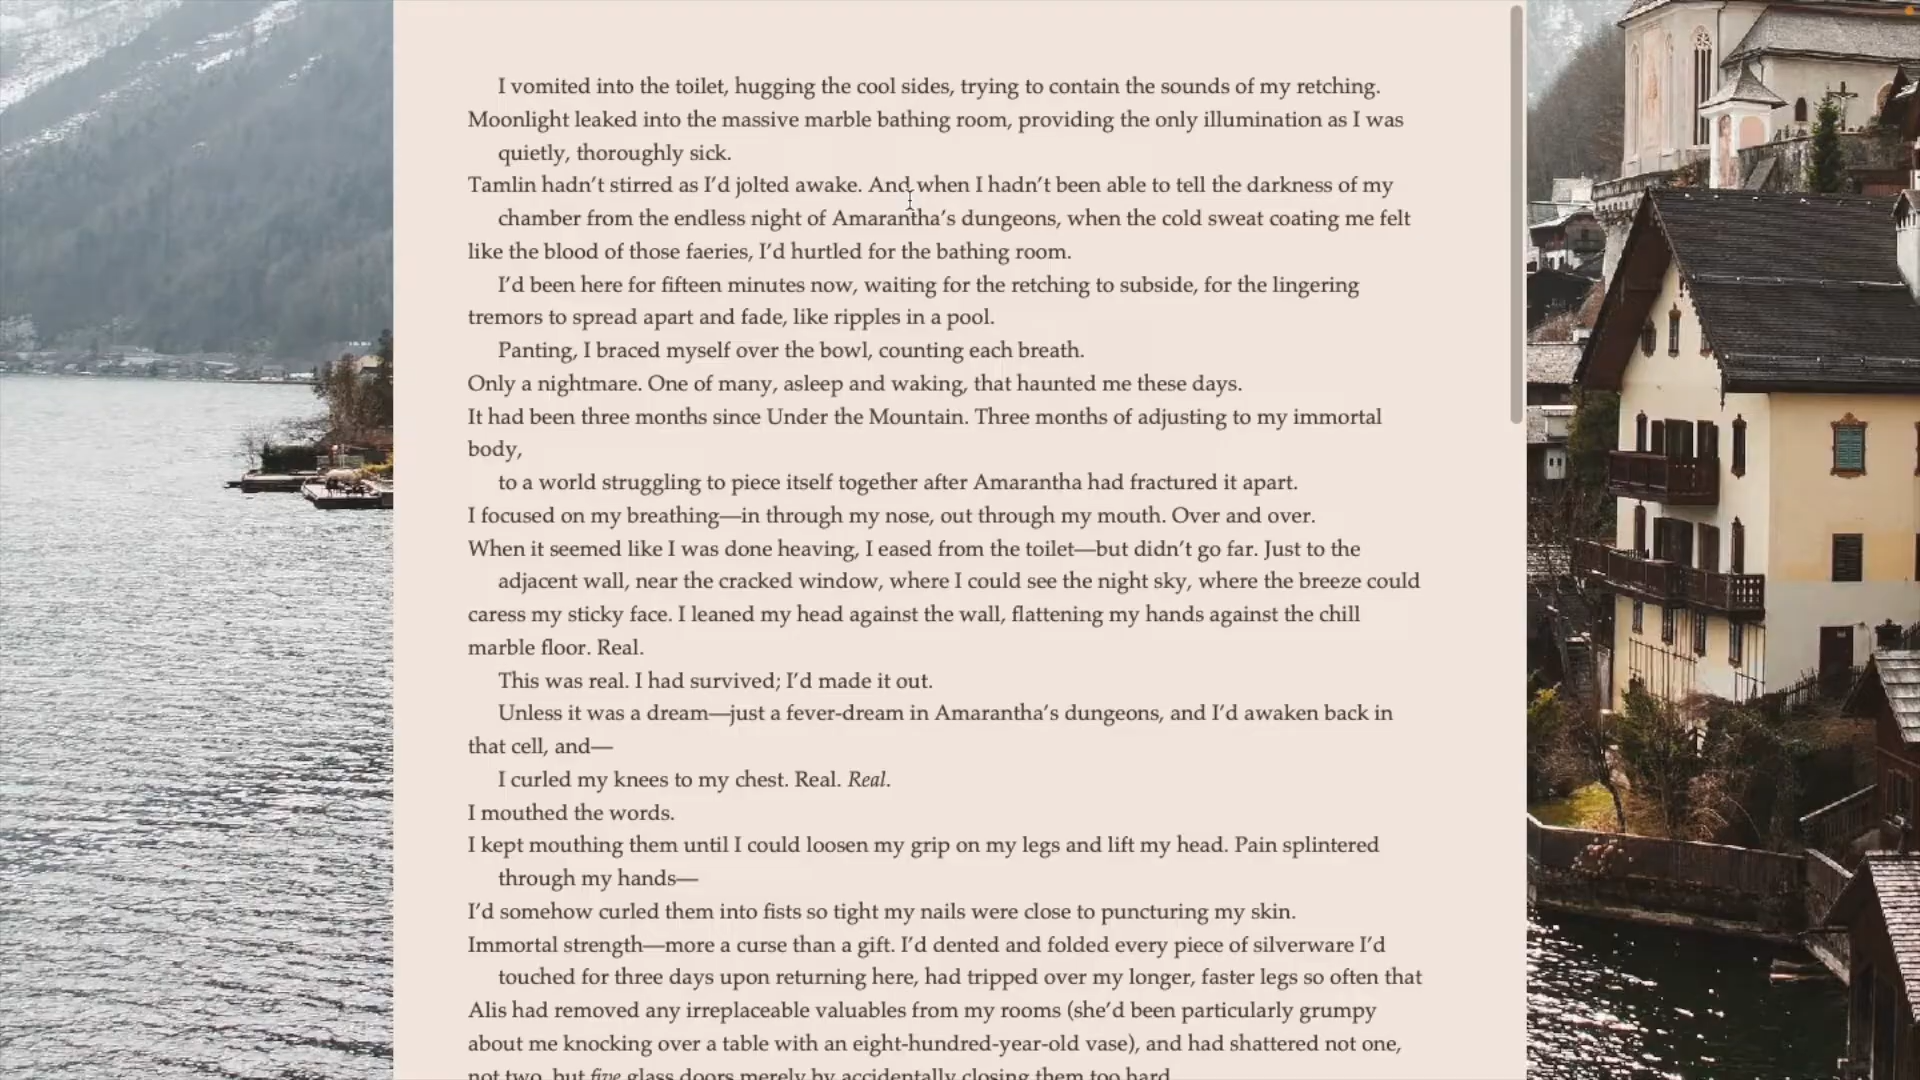 I vomited into the toilet, hugging the cool sides, trying to contain the sounds of my retching.
Moonlight leaked into the massive marble bathing room, providing the only illumination as I was
quietly, thoroughly sick.
Tamlin hadn’t stirred as I’d jolted awake. And when I hadn’t been able to tell the darkness of my
chamber from the endless night of Amarantha’s dungeons, when the cold sweat coating me felt
like the blood of those faeries, I’d hurtled for the bathing room.
I’d been here for fifteen minutes now, waiting for the retching to subside, for the lingering
tremors to spread apart and fade, like ripples in a pool.
Panting, I braced myself over the bowl, counting each breath.
Only a nightmare. One of many, asleep and waking, that haunted me these days.
It had been three months since Under the Mountain. Three months of adjusting to my immortal
body,
to a world struggling to piece itself together after Amarantha had fractured it apart.
I focused on my breathing—in through my nose, out through my mouth. Over and over.
When it seemed like I was done heaving, I eased from the toilet—but didn’t go far. Just to the
adjacent wall, near the cracked window, where I could see the night sky, where the breeze could
caress my sticky face. I leaned my head against the wall, flattening my hands against the chill
marble floor. Real.
This was real. I had survived; I’d made it out.
Unless it was a dream—just a fever-dream in Amarantha’s dungeons, and I’d awaken back in
that cell, and—
I curled my knees to my chest. Real. Real.
I mouthed the words.
I kept mouthing them until I could loosen my grip on my legs and lift my head. Pain splintered
through my hands—
I’d somehow curled them into fists so tight my nails were close to puncturing my skin.
Immortal strength—more a curse than a gift. I’d dented and folded every piece of silverware I’d
touched for three days upon returning here, had tripped over my longer, faster legs so often that
Alis had removed any irreplaceable valuables from my rooms (she’d been particularly grumpy
about me knocking over a table with an eight-hundred-year-old vase), and had shattered not one,
not two, but five glass doors merely by accidentally closing them too hard.